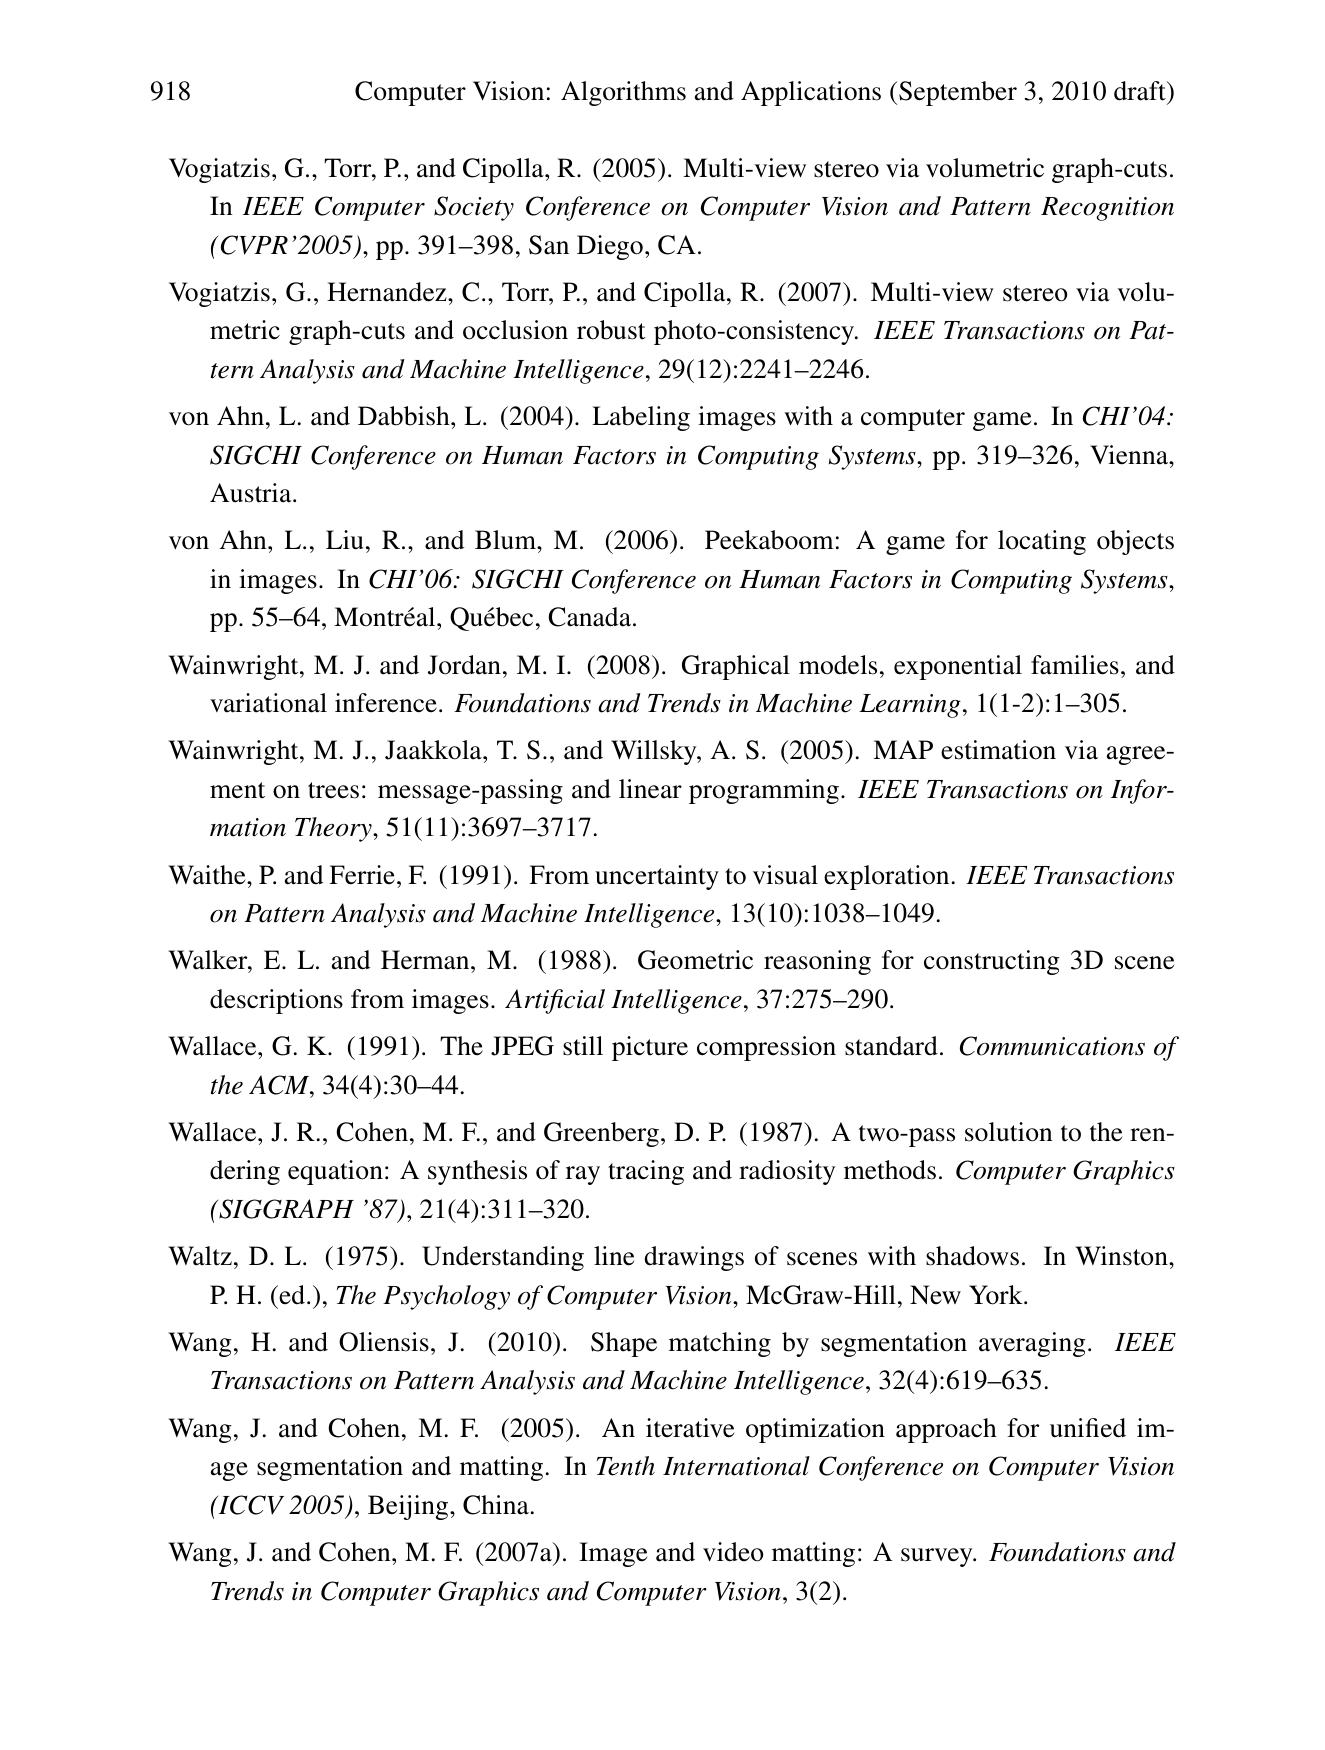 918 Computer Vision: Algorithms and Applications (September 3, 2010 draft)
Vogiatzis, G., Torr, P., and Cipolla, R. (2005). Multi-view stereo via volumetric graph-cuts.
In IEEE Computer Society Conference on Computer Vision and Pattern Recognition
(CVPR’2005), pp. 391–398, San Diego, CA.
Vogiatzis, G., Hernandez, C., Torr, P., and Cipolla, R. (2007). Multi-view stereo via volu-
metric graph-cuts and occlusion robust photo-consistency. IEEE Transactions on Pat-
tern Analysis and Machine Intelligence, 29(12):2241–2246.
von Ahn, L. and Dabbish, L. (2004). Labeling images with a computer game. In CHI’04:
SIGCHI Conference on Human Factors in Computing Systems, pp. 319–326, Vienna,
Austria.
von Ahn, L., Liu, R., and Blum, M. (2006). Peekaboom: A game for locating objects
in images. In CHI’06: SIGCHI Conference on Human Factors in Computing Systems,
pp. 55–64, Montréal, Québec, Canada.
Wainwright, M. J. and Jordan, M. I. (2008). Graphical models, exponential families, and
variational inference. Foundations and Trends in Machine Learning, 1(1-2):1–305.
Wainwright, M. J., Jaakkola, T. S., and Willsky, A. S. (2005). MAP estimation via agree-
ment on trees: message-passing and linear programming. IEEE Transactions on Infor-
mation Theory, 51(11):3697–3717.
Waithe, P. and Ferrie, F. (1991). From uncertainty to visual exploration. IEEE Transactions
on Pattern Analysis and Machine Intelligence, 13(10):1038–1049.
Walker, E. L. and Herman, M. (1988). Geometric reasoning for constructing 3D scene
descriptions from images. Artificial Intelligence, 37:275–290.
Wallace, G. K. (1991). The JPEG still picture compression standard. Communications of
the ACM, 34(4):30–44.
Wallace, J. R., Cohen, M. F., and Greenberg, D. P. (1987). A two-pass solution to the ren-
dering equation: A synthesis of ray tracing and radiosity methods. Computer Graphics
(SIGGRAPH ’87), 21(4):311–320.
Waltz, D. L. (1975). Understanding line drawings of scenes with shadows. In Winston,
P. H. (ed.), The Psychology of Computer Vision, McGraw-Hill, New York.
Wang, H. and Oliensis, J. (2010). Shape matching by segmentation averaging. IEEE
Transactions on Pattern Analysis and Machine Intelligence, 32(4):619–635.
Wang, J. and Cohen, M. F. (2005). An iterative optimization approach for unified im-
age segmentation and matting. In Tenth International Conference on Computer Vision
(ICCV 2005), Beijing, China.
Wang, J. and Cohen, M. F. (2007a). Image and video matting: A survey. Foundations and
Trends in Computer Graphics and Computer Vision, 3(2).